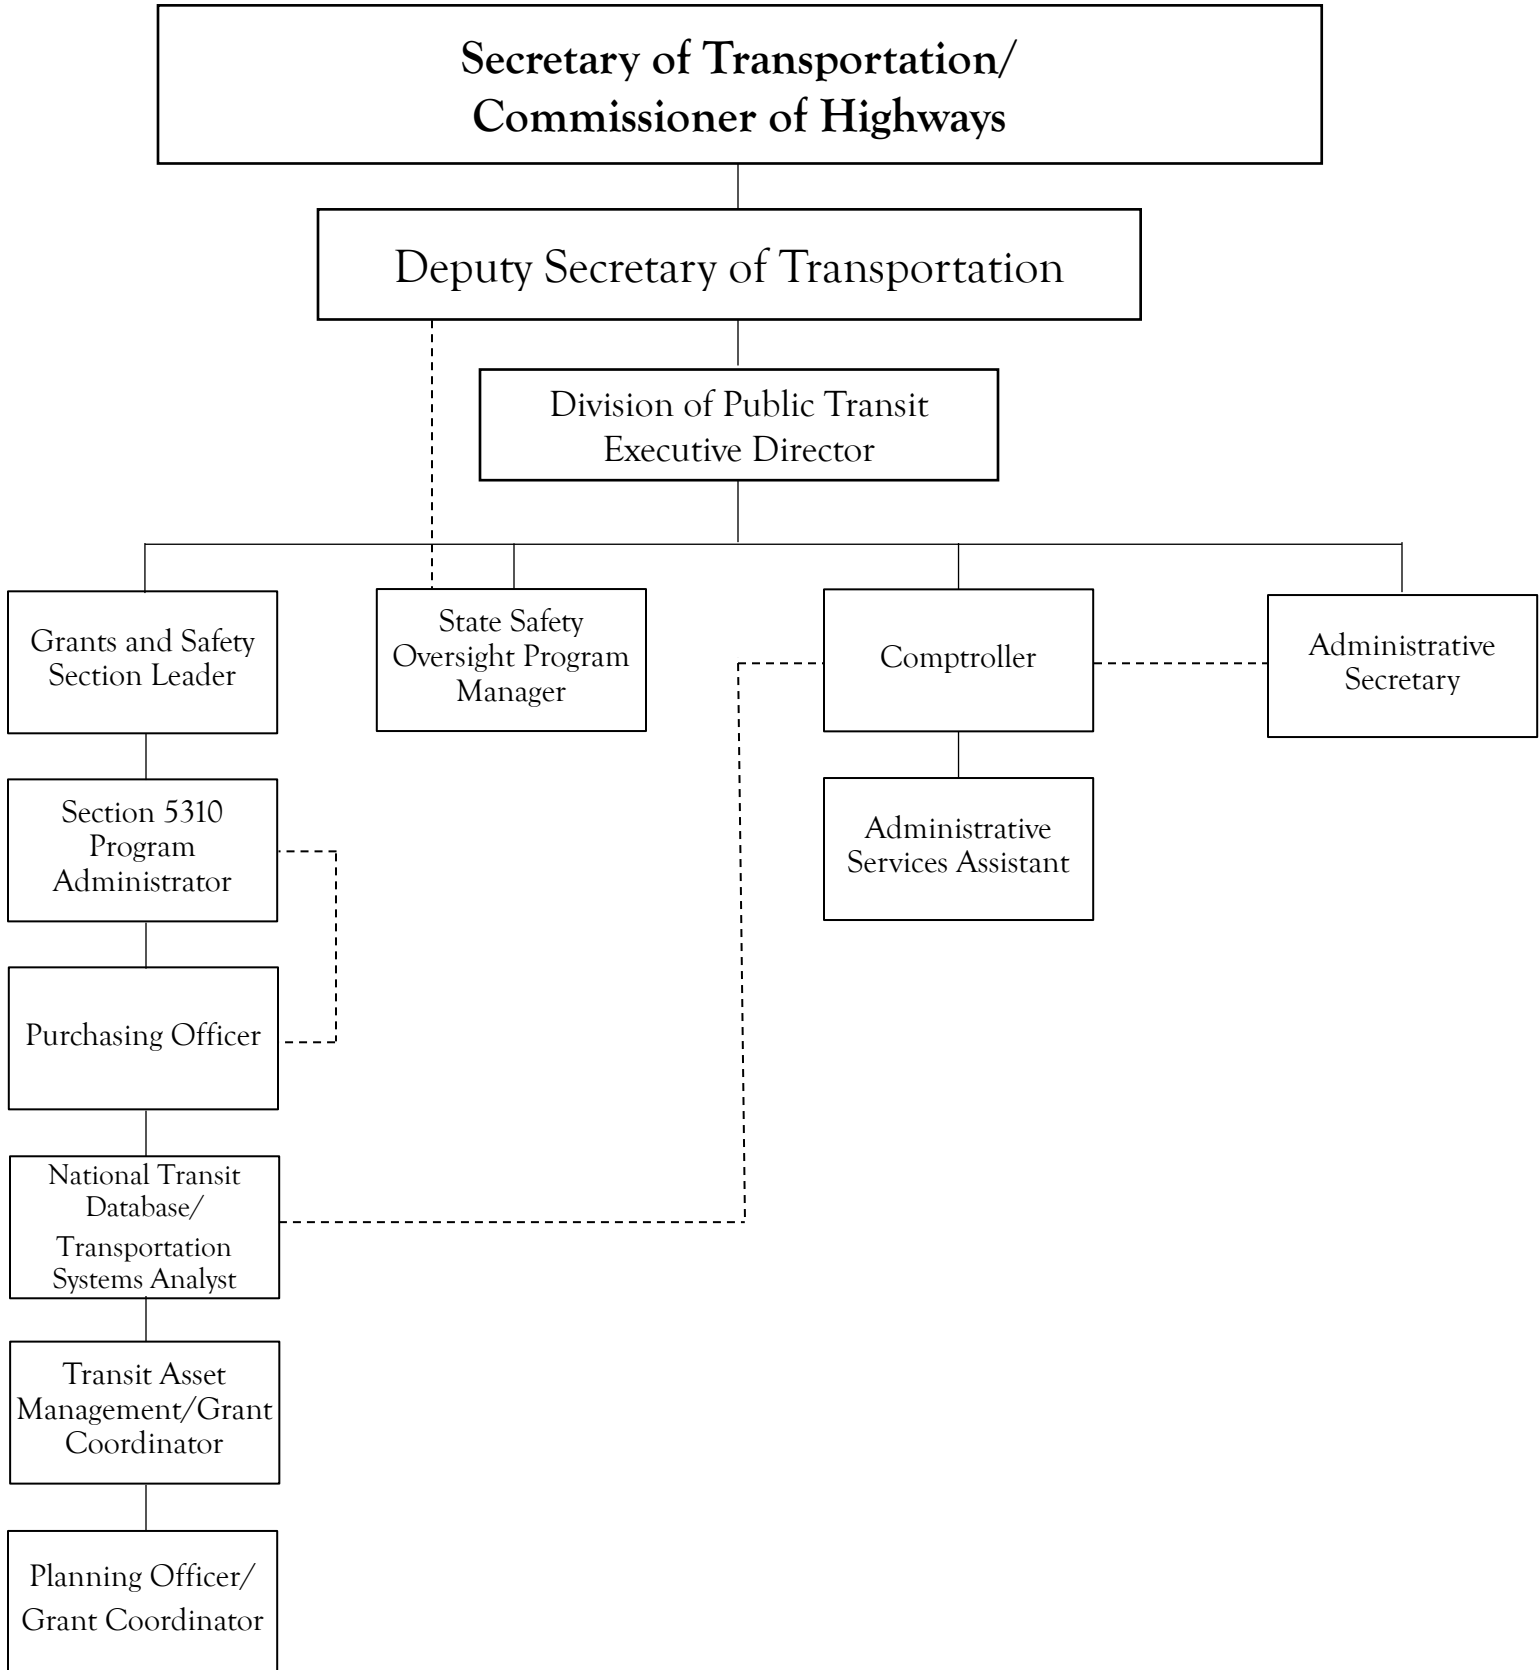 Secretary of Transportation/
Commissioner of Highways
Deputy Secretary of Transportation
Division of Public Transit
Executive Director
Grants and Safety
Section Leader
State Safety
Oversight Program
Manager
Comptroller
Administrative
Secretary
Section 5310
Program
Administrator
Administrative
Services Assistant
Purchasing Officer
National Transit
Database/
Transportation
Systems Analyst
Transit Asset
Management/Grant
Coordinator
Planning Officer/
Grant Coordinator